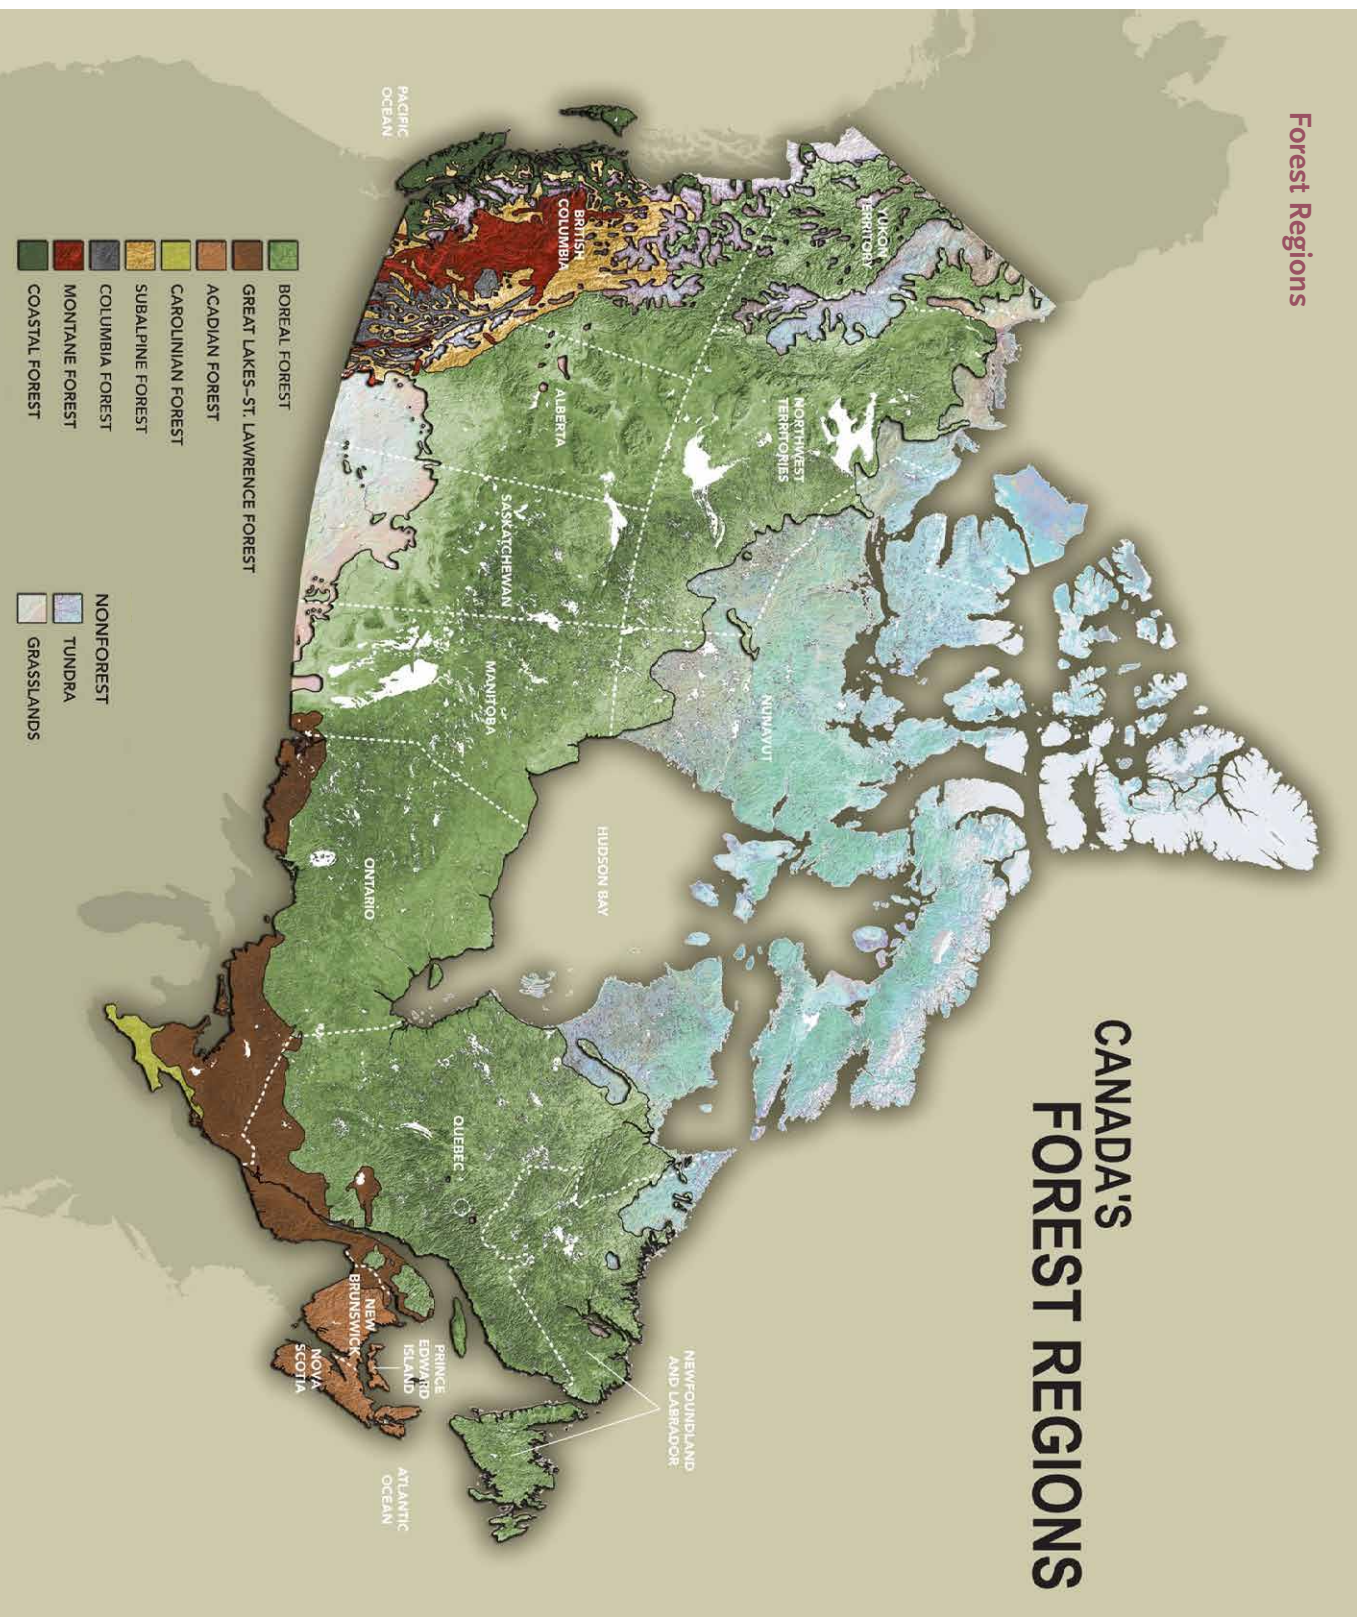 Forest Regions
CANADA'S
FOREST REGIONS
YUKON
TERRITORY
NORTHWEST
TERRITORIES
NUNAVUT
BRITISH
COLUMBIA
ALBERTA
SASKATCHEWAN
MANITOBA
HUDSON BAY
ONTARIO
QUEBEC
NEWFOUNDLAND
AND LABRADOR
PRINCE
EDWARD
ISLAND
NEW
BRUNSWICK
NOVA
SCOTIA
PACIFIC
OCEAN
ATLANTIC
OCEAN
BOREAL FOREST
GREAT LAKES–ST. LAWRENCE FOREST
ACADIAN FOREST
CAROLINIAN FOREST
SUBALPINE FOREST
COLUMBIA FOREST
MONTANE FOREST
COASTAL FOREST
NONFOREST
TUNDRA
GRASSLANDS